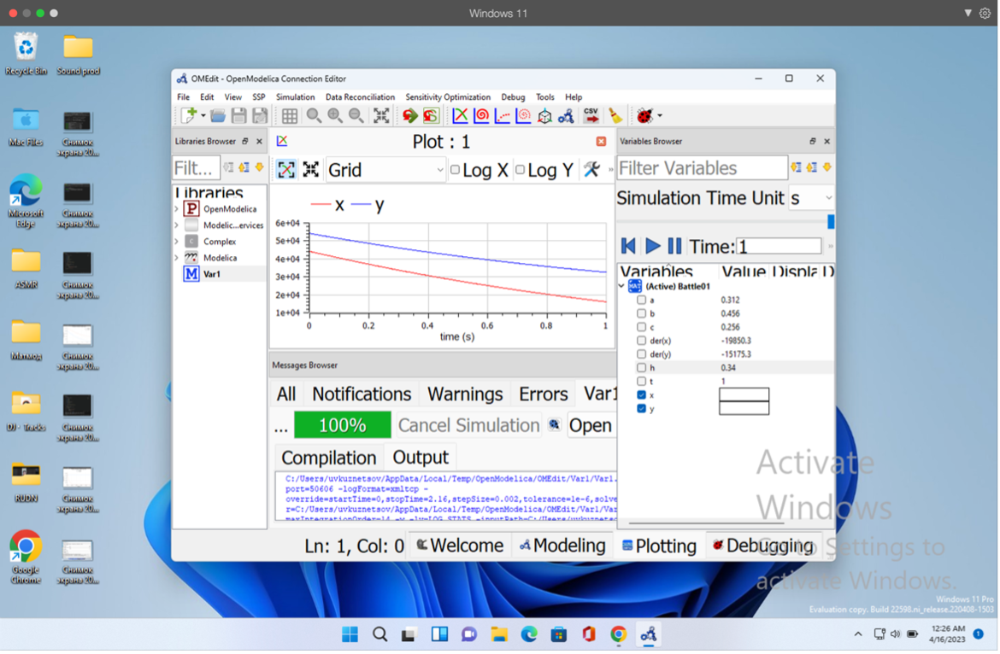 Windows 11
Recycle Bin
Sound prod
Mac Files
Снимок экрана 20...
Microsoft Edge
Снимок экрана 20...
ASMR
Снимок экрана 20...
Матмод
Снимок экрана 20...
DJ - Tracks
Снимок экрана 20...
RUDN
Снимок экрана 20...
Google Chrome
Снимок экрана 20...
OMEdit - OpenModelica Connection Editor
File Edit View SSP Simulation Data Reconciliation Sensitivity Optimization Debug Tools Help
CSV
Libraries Browser
Filt...
Libraries
P OpenModelica
Modelic...ervices
C Complex
Modelica
M Var1
Plot : 1
Grid
Log X
Log Y
x y
6e+04
5e+04
4e+04
3e+04
2e+04
1e+04
0 0.2 0.4 0.6 0.8 1
time (s)
Messages Browser
All Notifications Warnings Errors Var1
... 100% Cancel Simulation Open
Compilation Output
C:/Users/uvkuznetsov/AppData/Local/Temp/OpenModelica/OMEdit/Var1/Var1.
port=50606 -logFormat=xmltcp -
override=startTime=0,stopTime=2.16,stepSize=0.002,tolerance=1e-6,solve
r=C:/Users/uvkuznetsov/AppData/Local/Temp/OpenModelica/OMEdit/Var1/Var
maxIntegrationOrder=14 -w -lv=LOG_STATS -inputPath=C:/Users/uvkuznetso
Variables Browser
Filter Variables
Simulation Time Unit s
Time: 1
Variables Value Displa D
MAT (Active) Battle01
a 0.312
b 0.456
c 0.256
der(x) -19850.3
der(y) -15175.3
h 0.34
t 1
x
y
Ln: 1, Col: 0 Welcome Modeling Plotting Debugging
Activate
Windows
Go to Settings to
activate Windows.
Windows 11 Pro
Evaluation copy. Build 22598.ni_release.220408-1503
12:26 AM
4/16/2023
1